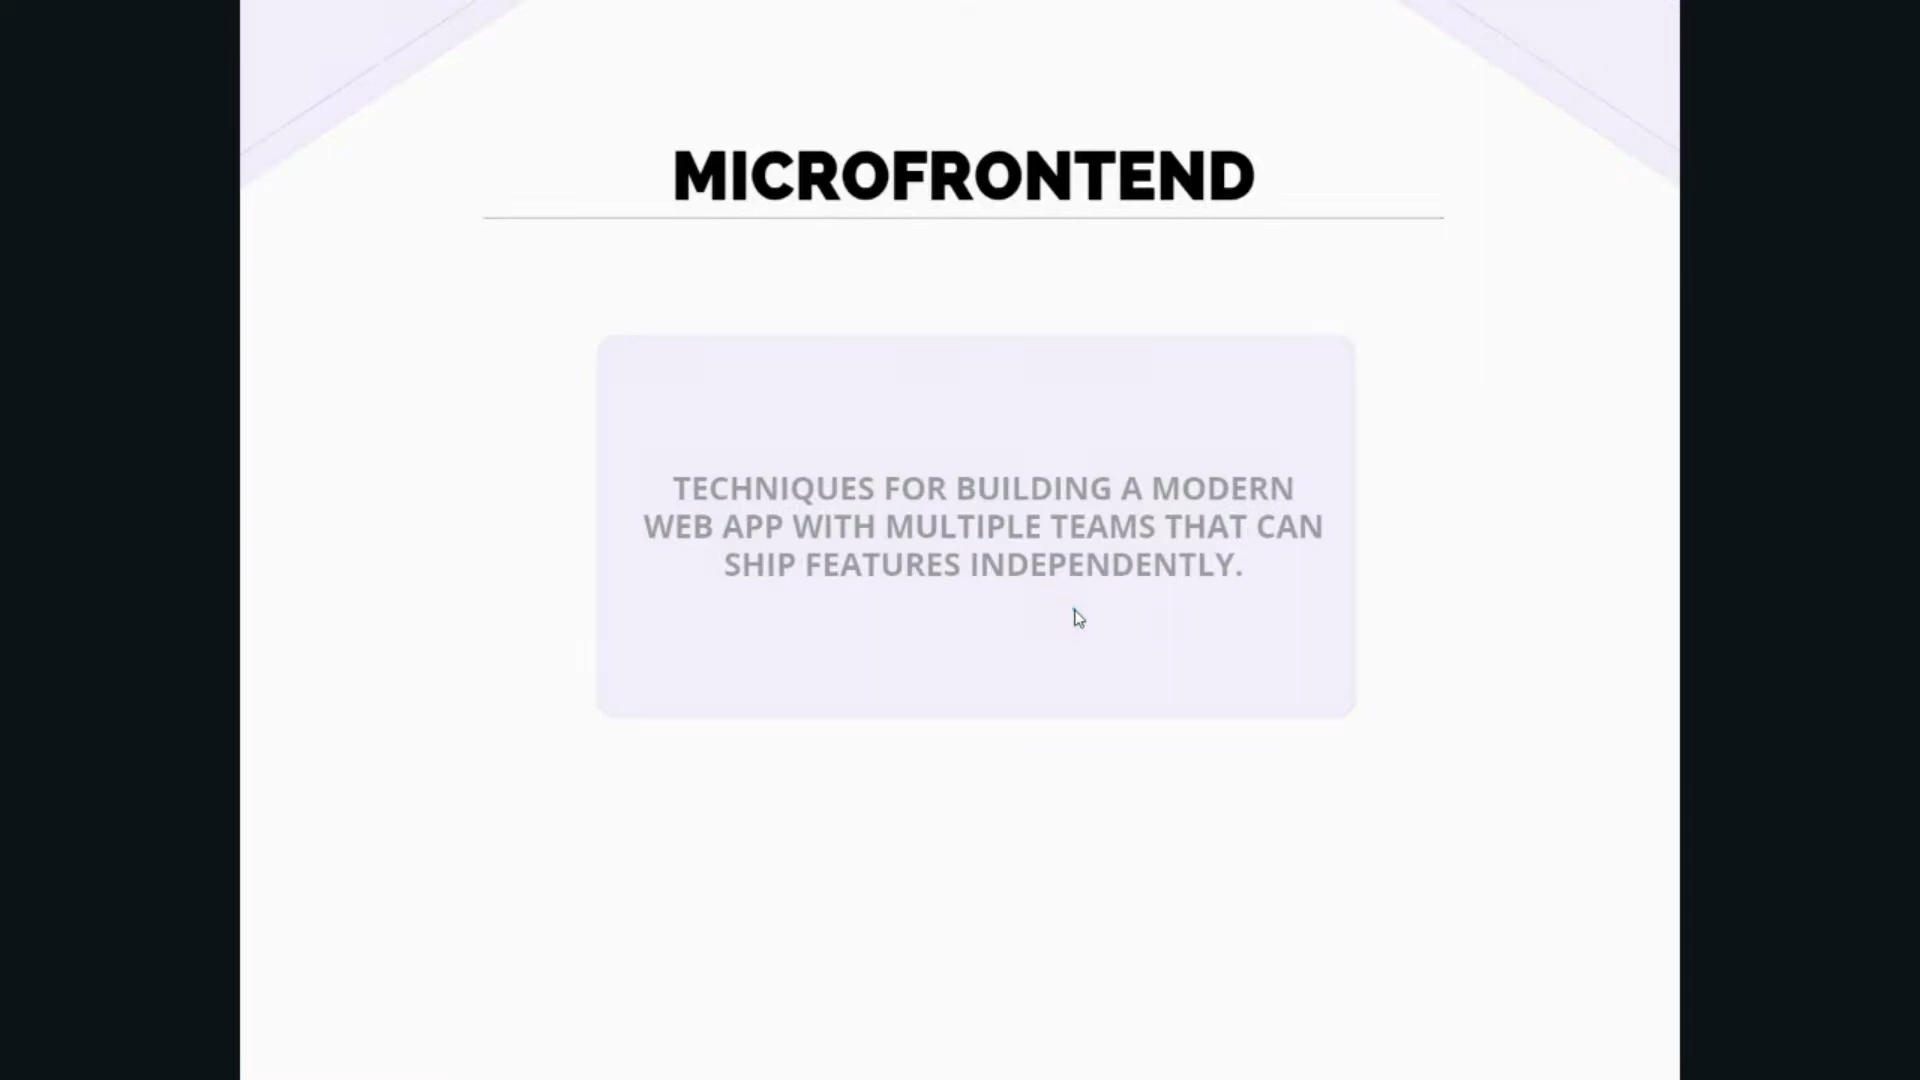 MICROFRONTEND
TECHNIQUES FOR BUILDING A MODERN
WEB APP WITH MULTIPLE TEAMS THAT CAN
SHIP FEATURES INDEPENDENTLY.